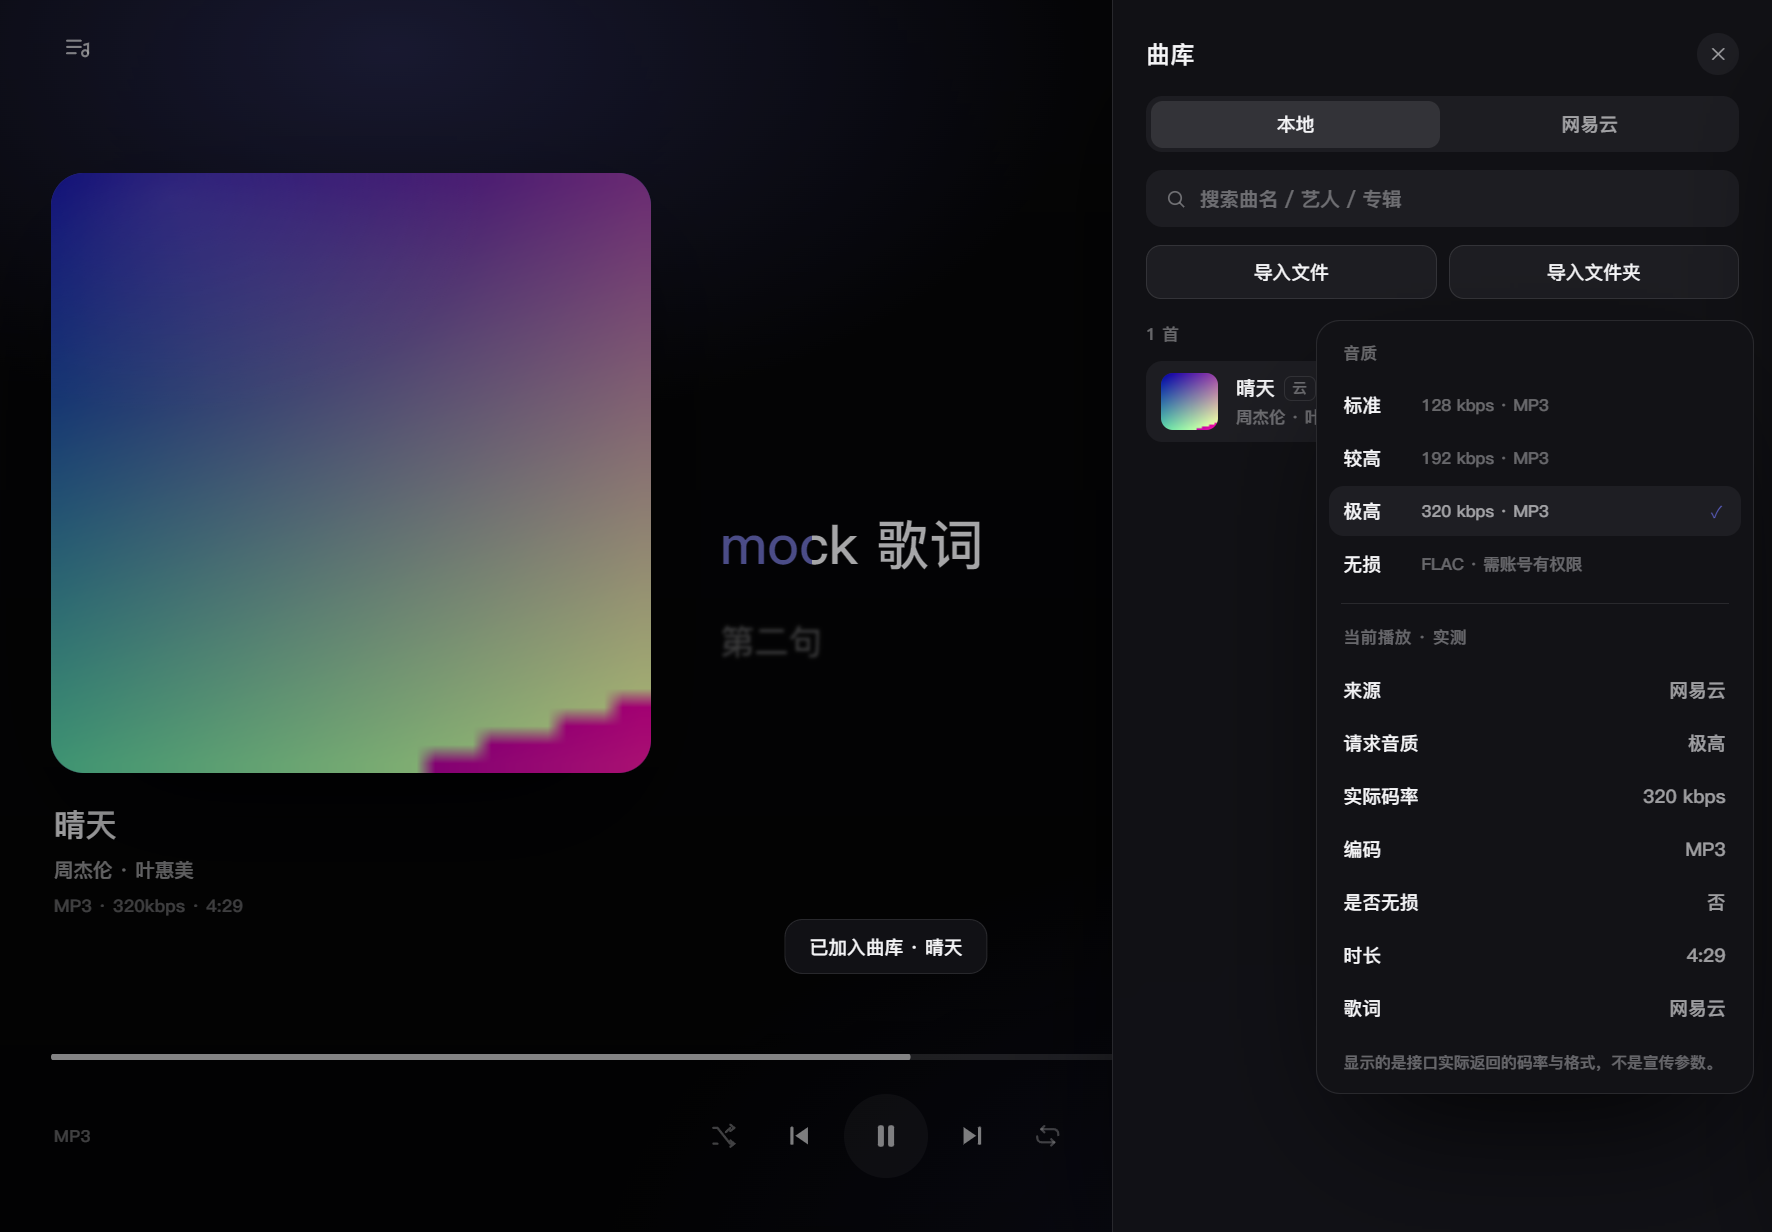 mock 歌词
第二句
晴天
周杰伦 · 叶惠美
MP3 · 320kbps · 4:29
已加入曲库 · 晴天
MP3
曲库
本地
网易云
搜索曲名 / 艺人 / 专辑
导入文件
导入文件夹
1 首
晴天 云
周杰伦 · 叶
音质
标准 128 kbps · MP3
较高 192 kbps · MP3
极高 320 kbps · MP3 ✓
无损 FLAC · 需账号有权限
当前播放 · 实测
来源 网易云
请求音质 极高
实际码率 320 kbps
编码 MP3
是否无损 否
时长 4:29
歌词 网易云
显示的是接口实际返回的码率与格式，不是宣传参数。